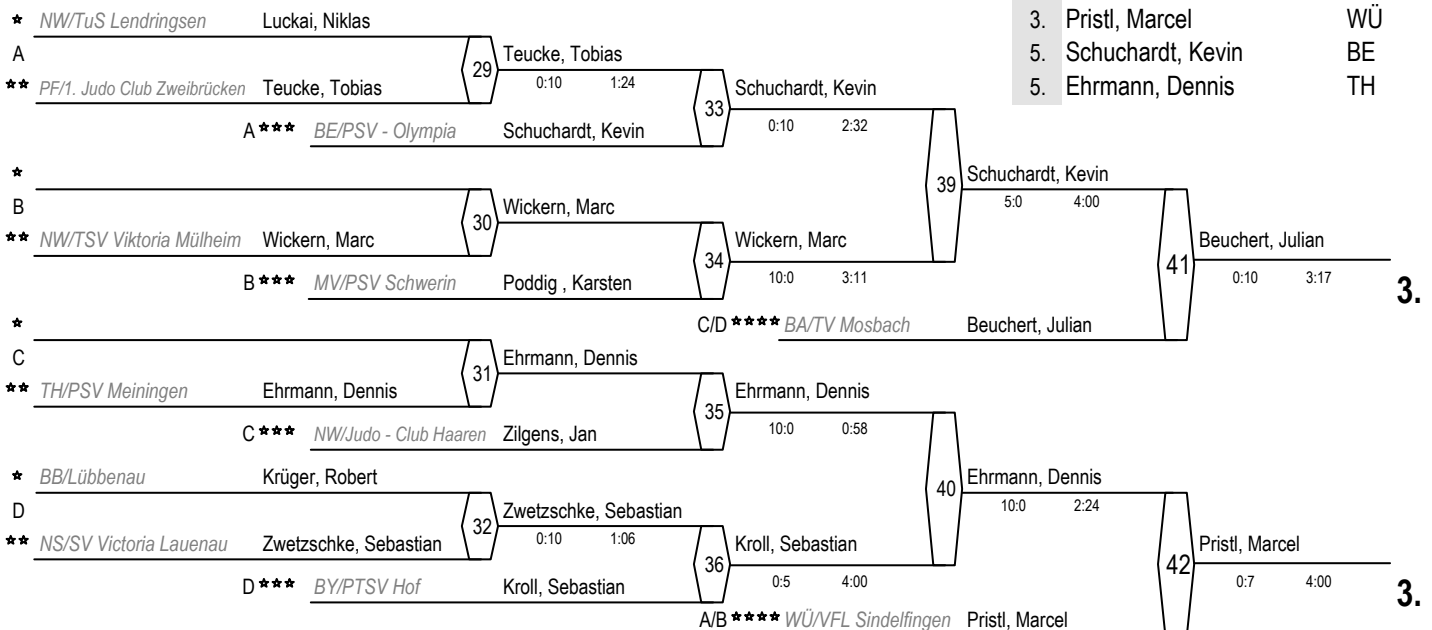 ★ NW/TuS Lendringsen Luckai, Niklas
3. Pristl, Marcel WÜ
A
29 Teucke, Tobias
5. Schuchardt, Kevin BE
★★ PF/1. Judo Club Zweibrücken Teucke, Tobias 0:10 1:24
33 Schuchardt, Kevin
5. Ehrmann, Dennis TH
A ★★★ BE/PSV - Olympia Schuchardt, Kevin 0:10 2:32
★
39 Schuchardt, Kevin
B
30 Wickern, Marc 5:0 4:00
★★ NW/TSV Viktoria Mülheim Wickern, Marc
34 Wickern, Marc
41 Beuchert, Julian
B ★★★ MV/PSV Schwerin Poddig , Karsten 10:0 3:11
0:10 3:17 3.
★
C/D ★★★★ BA/TV Mosbach Beuchert, Julian
C
31 Ehrmann, Dennis
★★ TH/PSV Meiningen Ehrmann, Dennis
35 Ehrmann, Dennis
C ★★★ NW/Judo - Club Haaren Zilgens, Jan 10:0 0:58
★ BB/Lübbenau Krüger, Robert
40 Ehrmann, Dennis
D
32 Zwetzschke, Sebastian 10:0 2:24
★★ NS/SV Victoria Lauenau Zwetzschke, Sebastian 0:10 1:06
36 Kroll, Sebastian
42 Pristl, Marcel
D ★★★ BY/PTSV Hof Kroll, Sebastian 0:5 4:00
0:7 4:00 3.
A/B ★★★★ WÜ/VFL Sindelfingen Pristl, Marcel